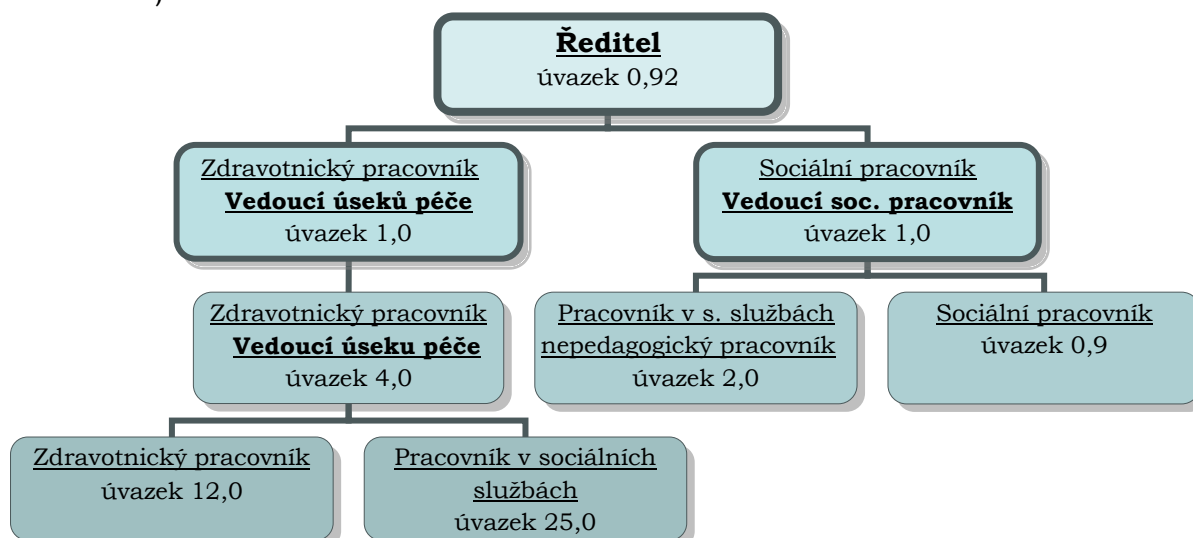 )
Ředitel
úvazek 0,92
Zdravotnický pracovník
Vedoucí úseků péče
úvazek 1,0
Sociální pracovník
Vedoucí soc. pracovník
úvazek 1,0
Zdravotnický pracovník
Vedoucí úseku péče
úvazek 4,0
Pracovník v s. službách
nepedagogický pracovník
úvazek 2,0
Sociální pracovník
úvazek 0,9
Zdravotnický pracovník
úvazek 12,0
Pracovník v sociálních
službách
úvazek 25,0